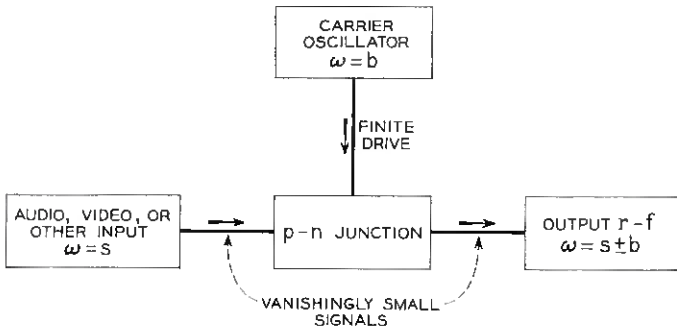 CARRIER
OSCILLATOR
ω=b
FINITE
DRIVE
AUDIO, VIDEO, OR
OTHER INPUT
ω=s
p-n JUNCTION
OUTPUT r-f
ω=s±b
VANISHINGLY SMALL
SIGNALS